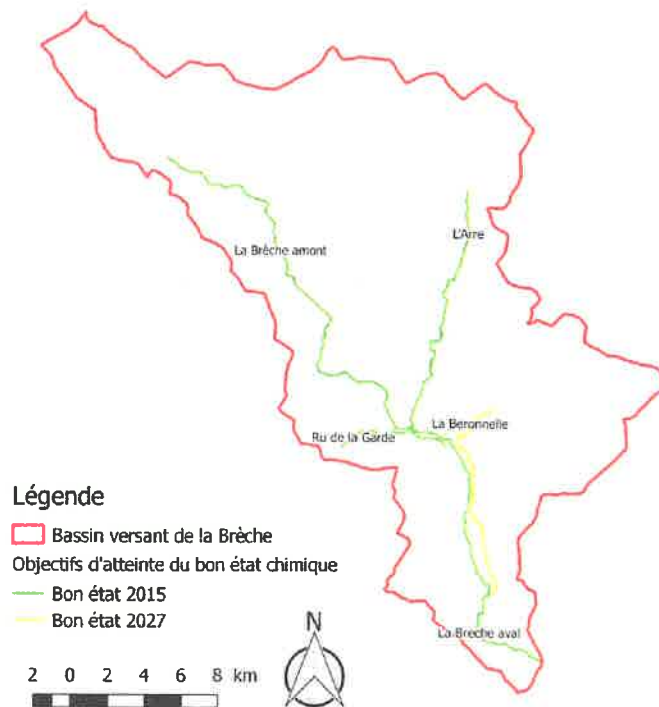 L'Arre
La Brèche amont
La Beronnelle
Ru de la Garde
Légende
Bassin versant de la Brèche
Objectifs d'atteinte du bon état chimique
Bon état 2015
Bon état 2027
La Brèche aval
N
2 0 2 4 6 8 km